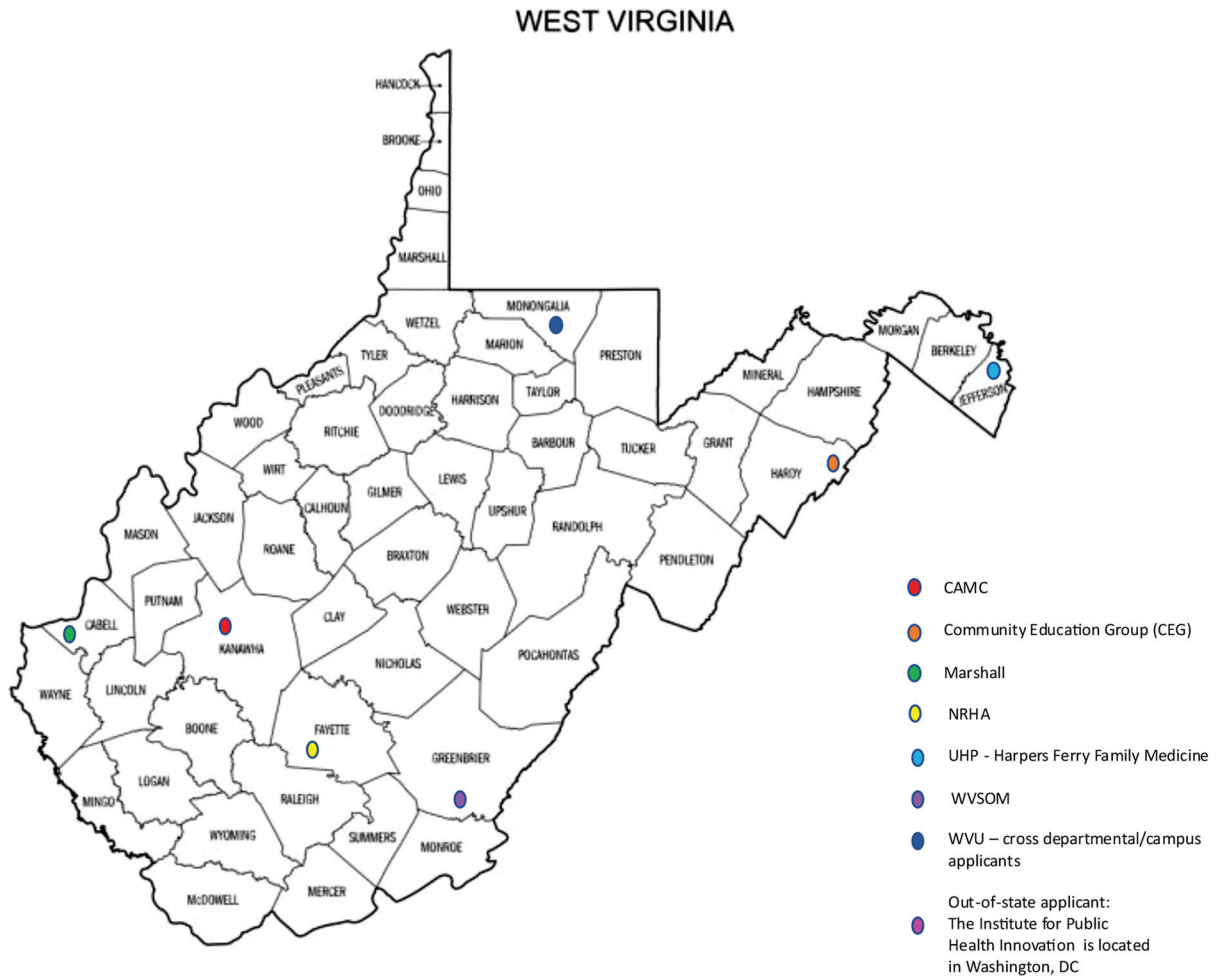 WEST VIRGINIA
HANCOCK
BROOKE
OHIO
MARSHALL
WETZEL
MONONGALIA
MARION
PRESTON
TYLER
PLEASANTS
DODDRIDGE
HARRISON
TAYLOR
MINERAL
HAMPSHIRE
MORGAN
BERKELEY
JEFFERSON
WOOD
RITCHIE
BARBOUR
TUCKER
GRANT
HARDY
WIRT
CALHOUN
GILMER
LEWIS
UPSHUR
RANDOLPH
PENDLETON
MASON
JACKSON
ROANE
BRAXTON
WEBSTER
POCAHONTAS
PUTNAM
CABELL
KANAWHA
CLAY
NICHOLAS
WAYNE
LINCOLN
BOONE
FAYETTE
GREENBRIER
MINGO
LOGAN
RALEIGH
WYOMING
SUMMERS
MONROE
McDOWELL
MERCER
CAMC
Community Education Group (CEG)
Marshall
NRHA
UHP - Harpers Ferry Family Medicine
WVSOM
WVU – cross departmental/campus
applicants
Out-of-state applicant:
The Institute for Public
Health Innovation is located
in Washington, DC